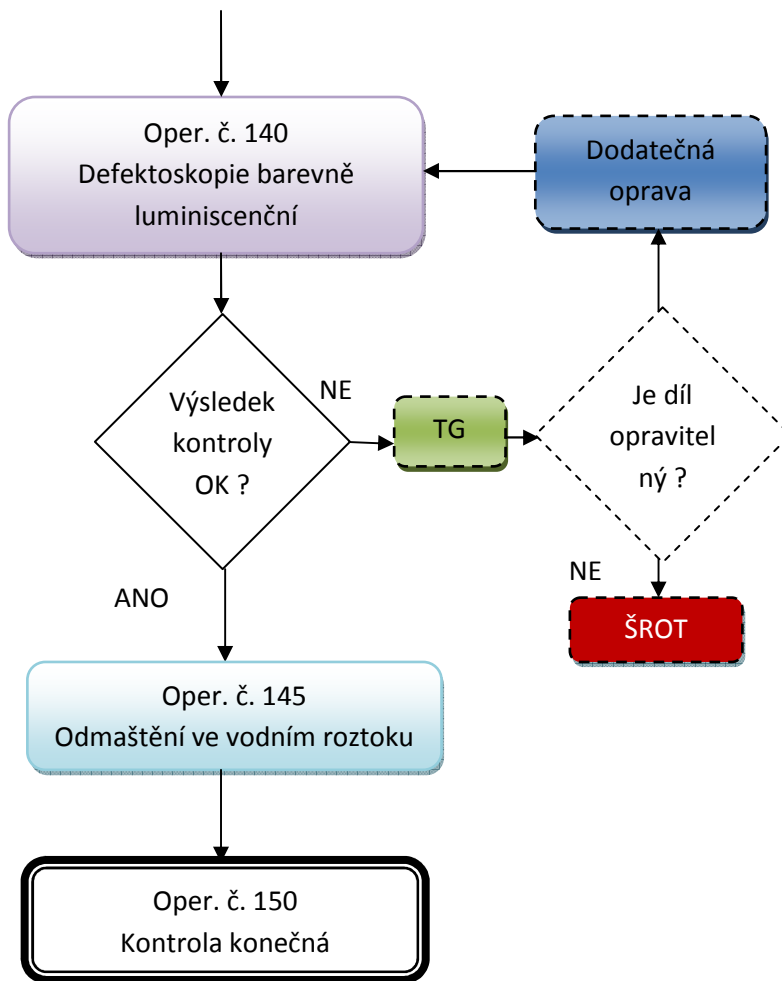 Oper. č. 140
Defektoskopie barevně
luminiscenční
Dodatečná
oprava
Výsledek
kontroly
OK ?
NE
TG
Je díl
opravitel
ný ?
ANO
NE
ŠROT
Oper. č. 145
Odmaštění ve vodním roztoku
Oper. č. 150
Kontrola konečná